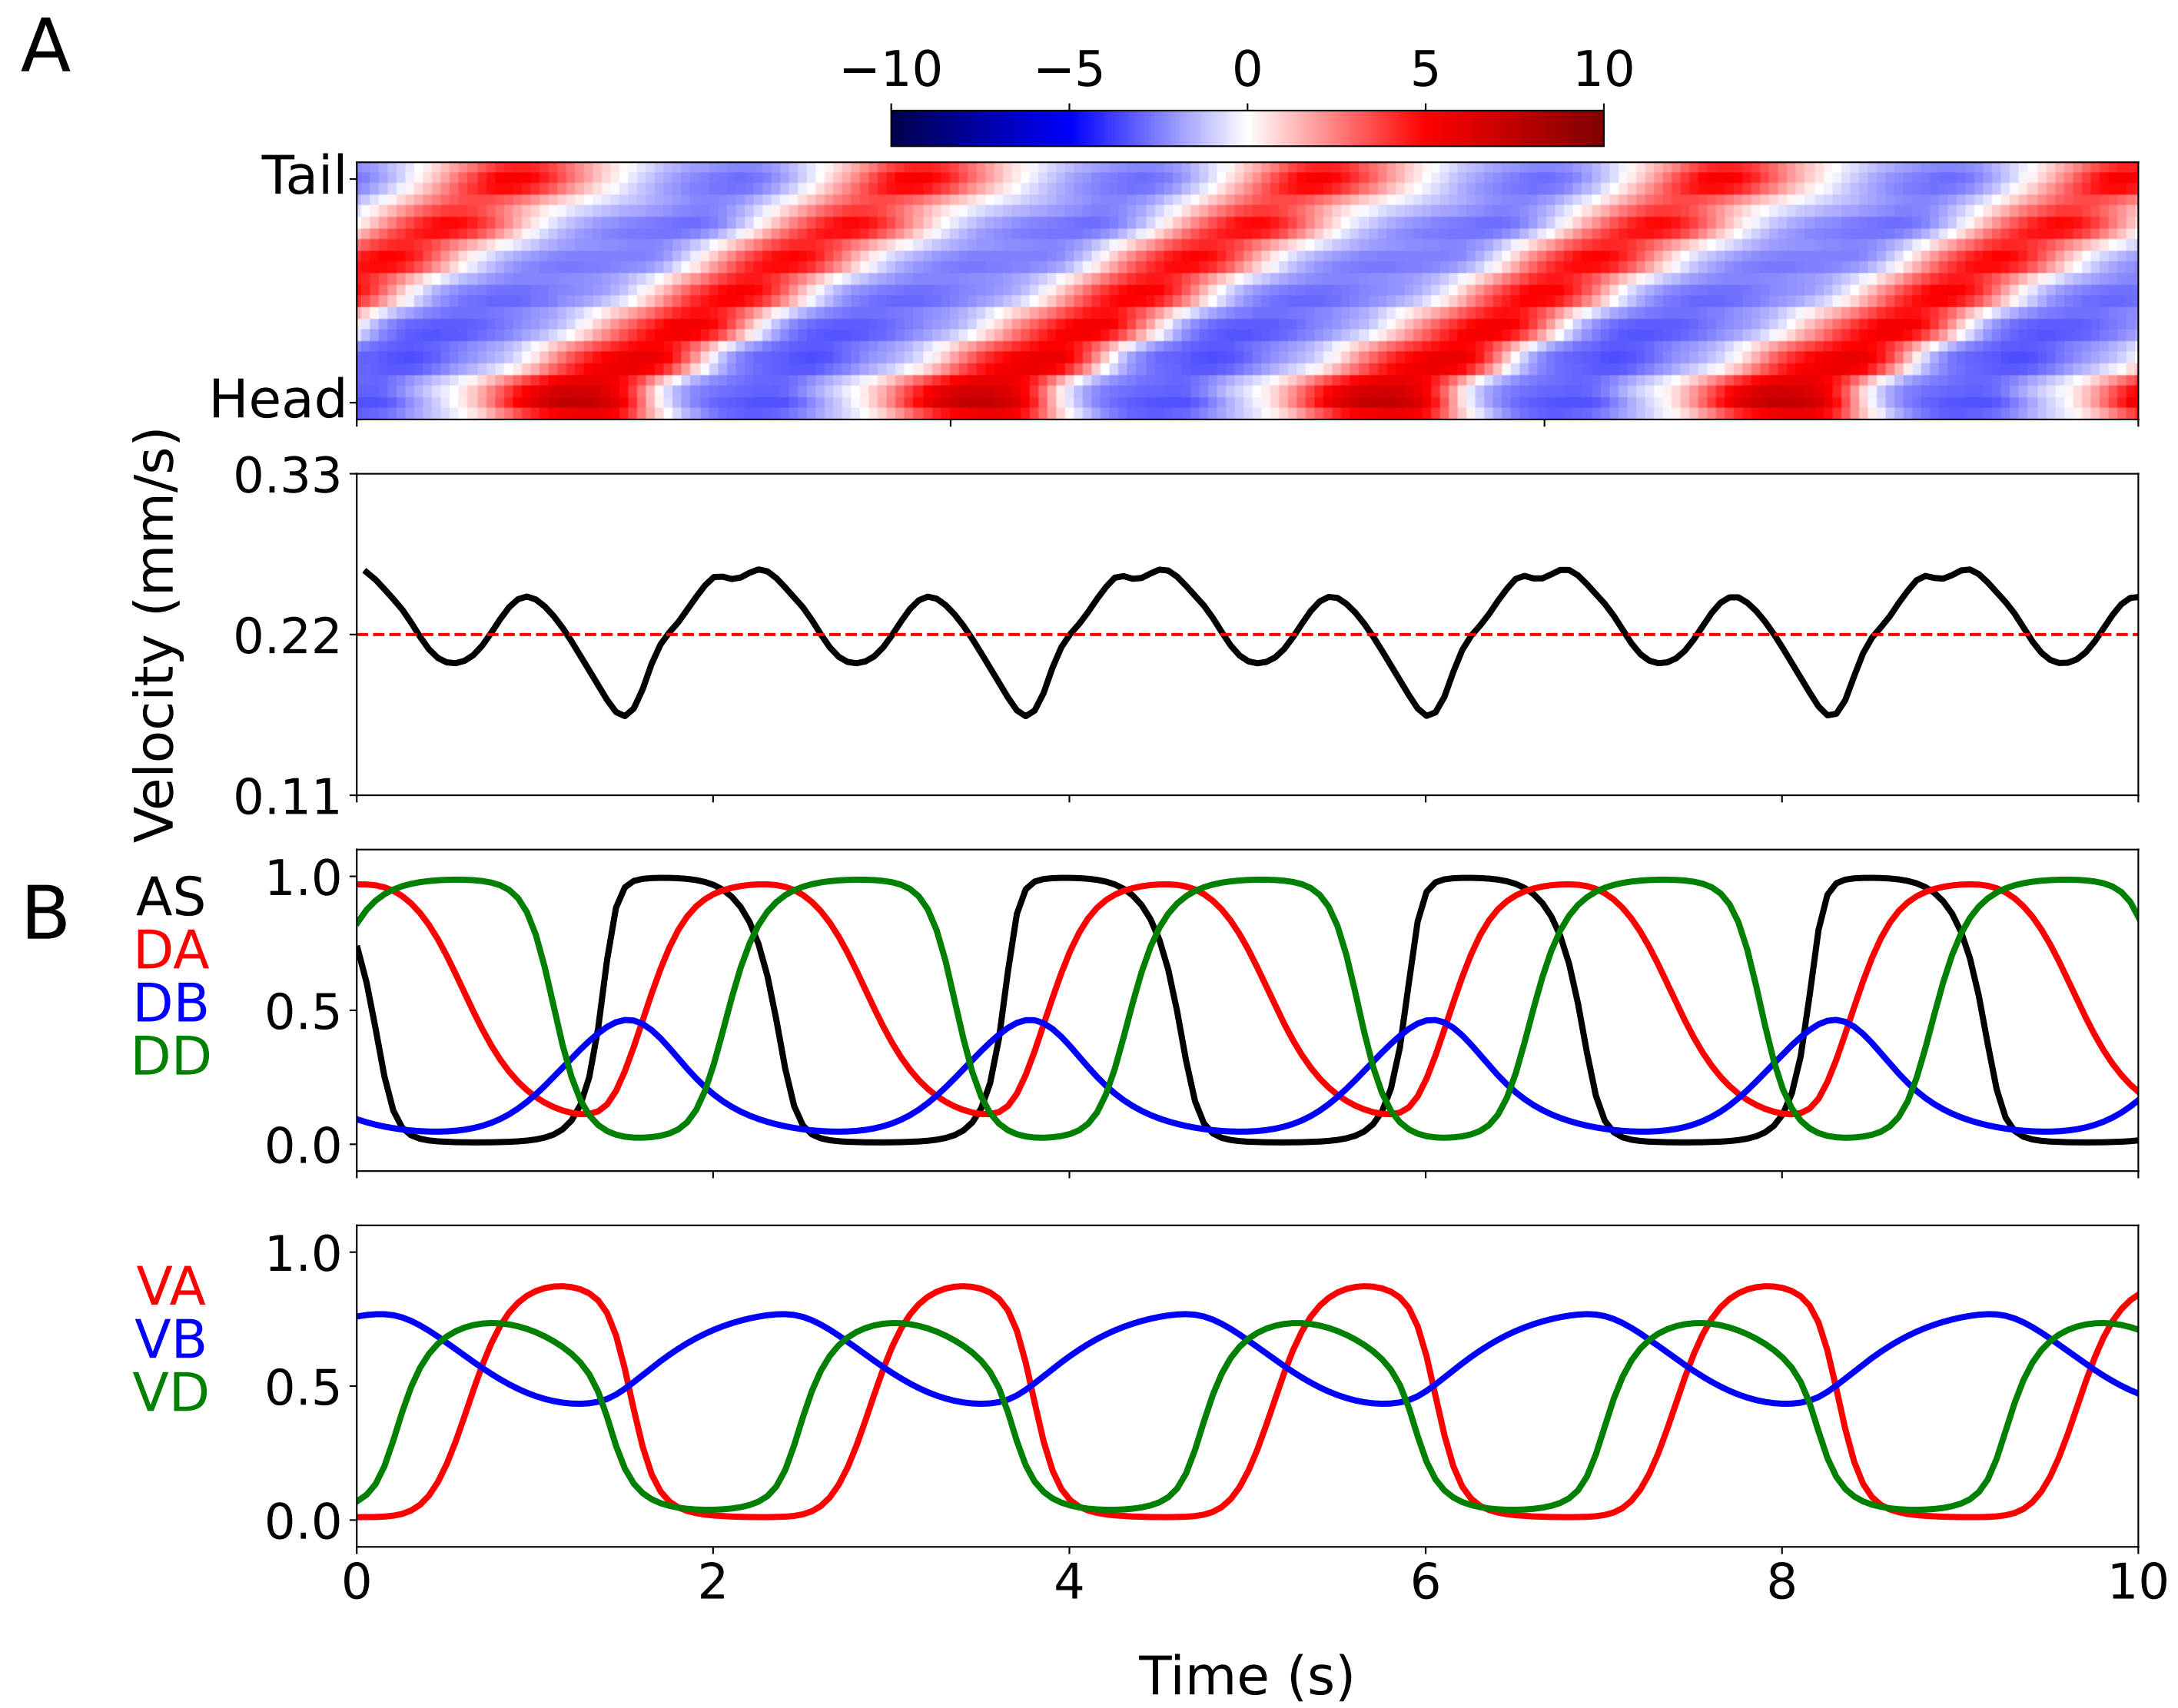 A
−10 −5 0 5 10
Tail
Head
Velocity (mm/s)
0.33
0.22
0.11
B
AS
DA
DB
DD
1.0
0.5
0.0
VA
VB
VD
1.0
0.5
0.0
0 2 4 6 8 10
Time (s)